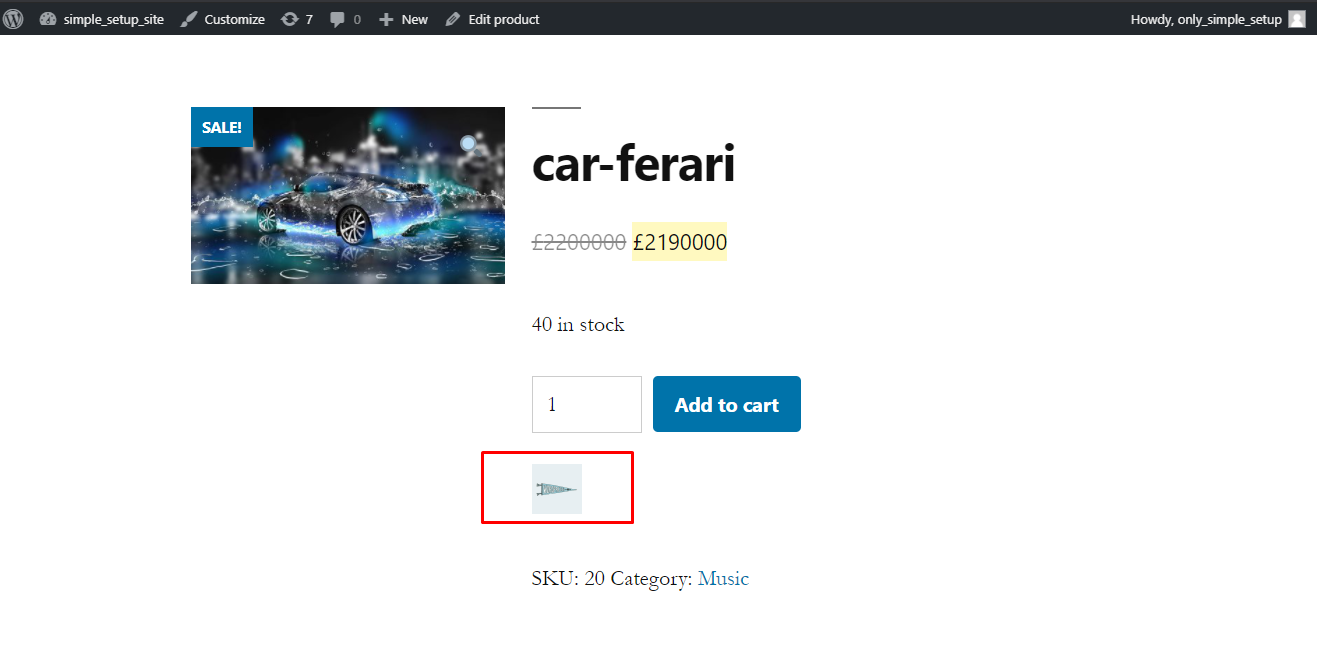 simple_setup_site Customize 7 0 New Edit product Howdy, only_simple_setup
SALE!
car-ferari
£2200000 £2190000
40 in stock
1 Add to cart
SKU: 20 Category: Music